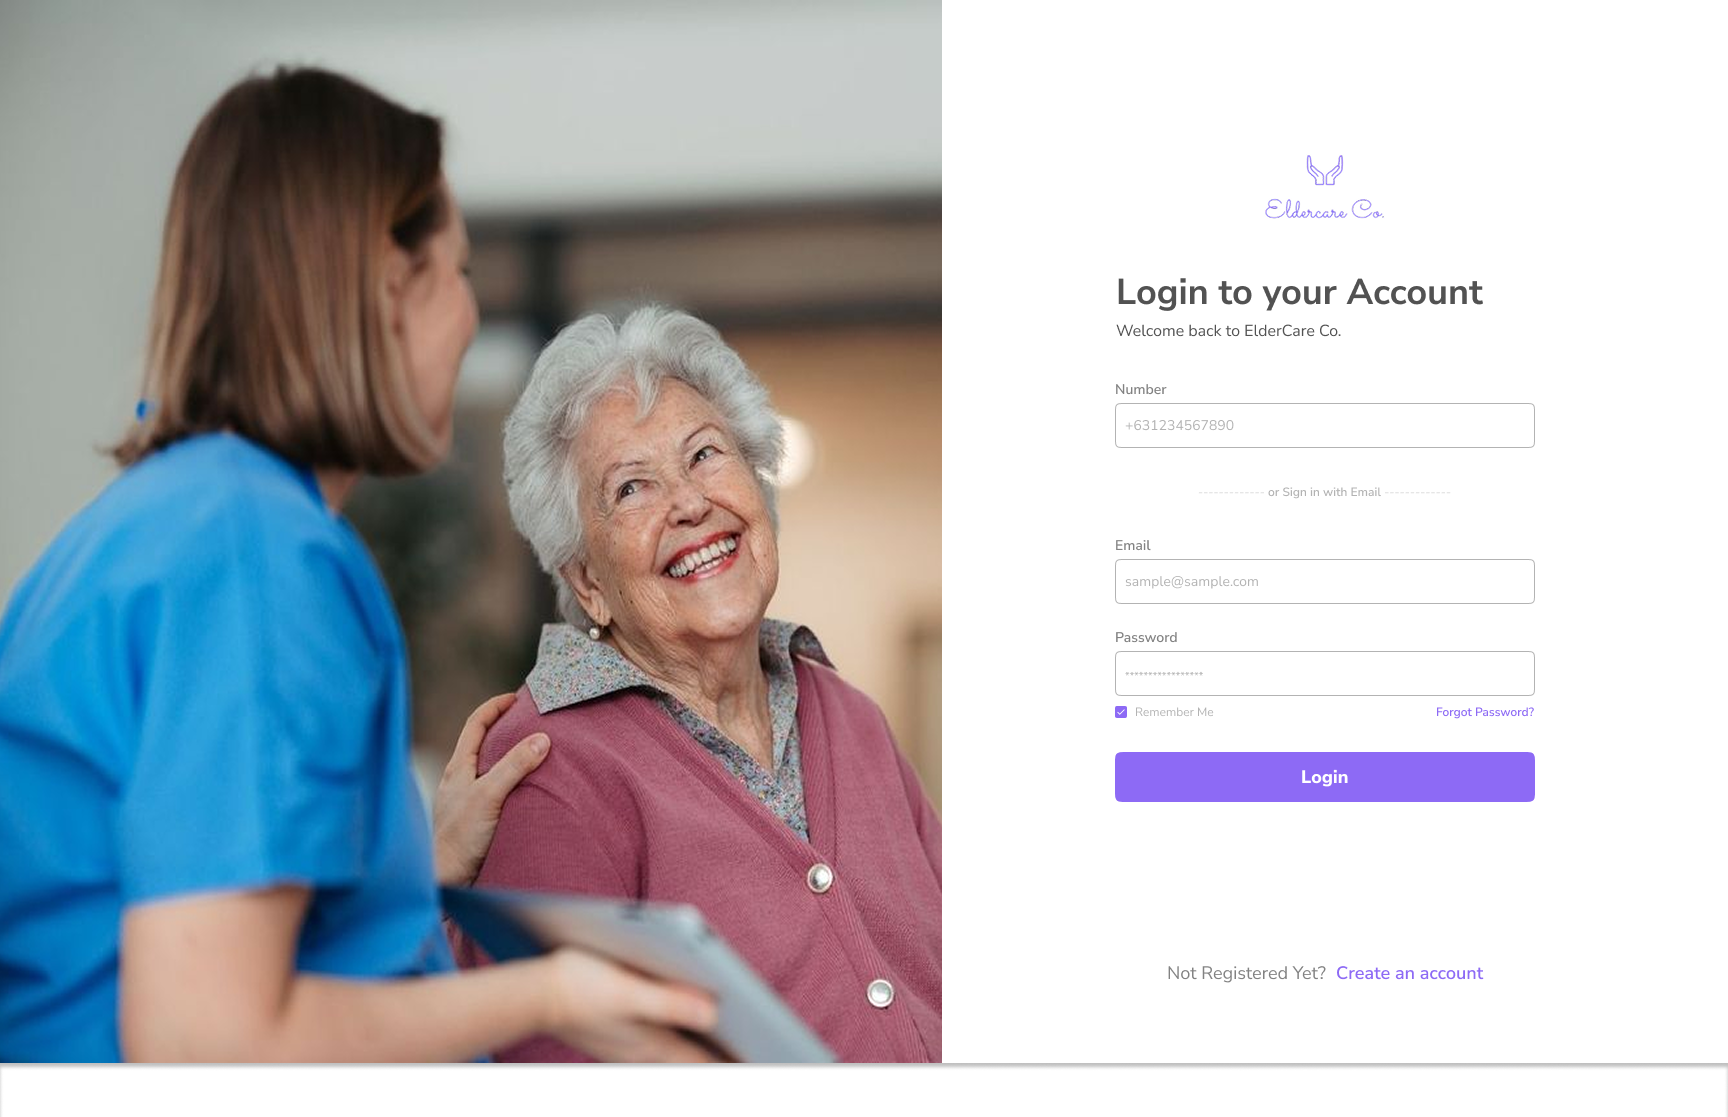 Eldercare Co.
Login to your Account
Welcome back to ElderCare Co.
Number
+631234567890
------------- or Sign in with Email -------------
Email
sample@sample.com
Password
*****************
Remember Me Forgot Password?
Login
Not Registered Yet? Create an account